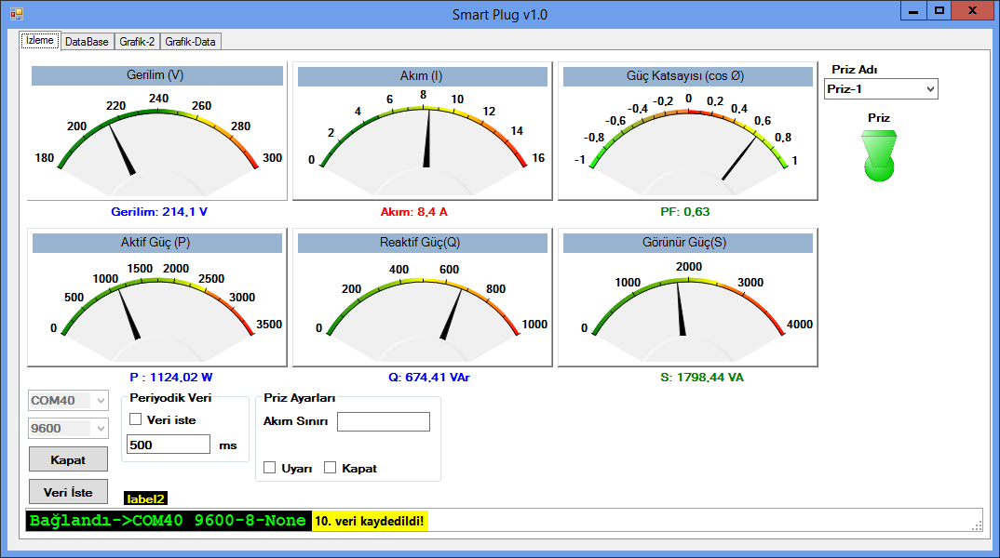 Smart Plug v1.0
İzleme DataBase Grafik-2 Grafik-Data
Gerilim (V)
180 200 220 240 260 280 300
Gerilim: 214,1 V
Akım (I)
0 2 4 6 8 10 12 14 16
Akım: 8,4 A
Güç Katsayısı (cos Ø)
-1 -0.8 -0.6 -0.4 -0.2 0 0.2 0.4 0.6 0.8 1
PF: 0,63
Priz Adı
Priz-1
Priz
Aktif Güç (P)
0 500 1000 1500 2000 2500 3000 3500
P : 1124,02 W
Reaktif Güç(Q)
0 200 400 600 800 1000
Q: 674,41 VAr
Görünür Güç(S)
0 1000 2000 3000 4000
S: 1798,44 VA
COM40
9600
Kapat
Veri İste
Periyodik Veri
Veri iste
500 ms
Priz Ayarları
Akım Sınırı
Uyarı Kapat
label2
Bağlandı->COM40 9600-8-None 10. veri kaydedildi!